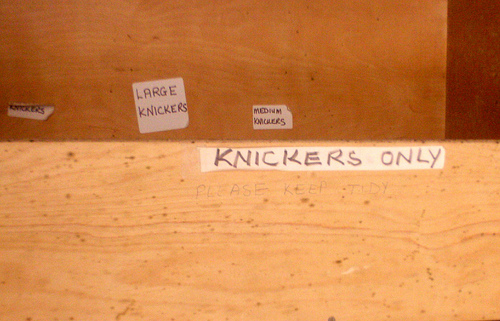 KNICKERS
LARGE
KNICKERS
MEDIUM
KNICKERS
KNICKERS ONLY
PLEASE KEEP TIDY